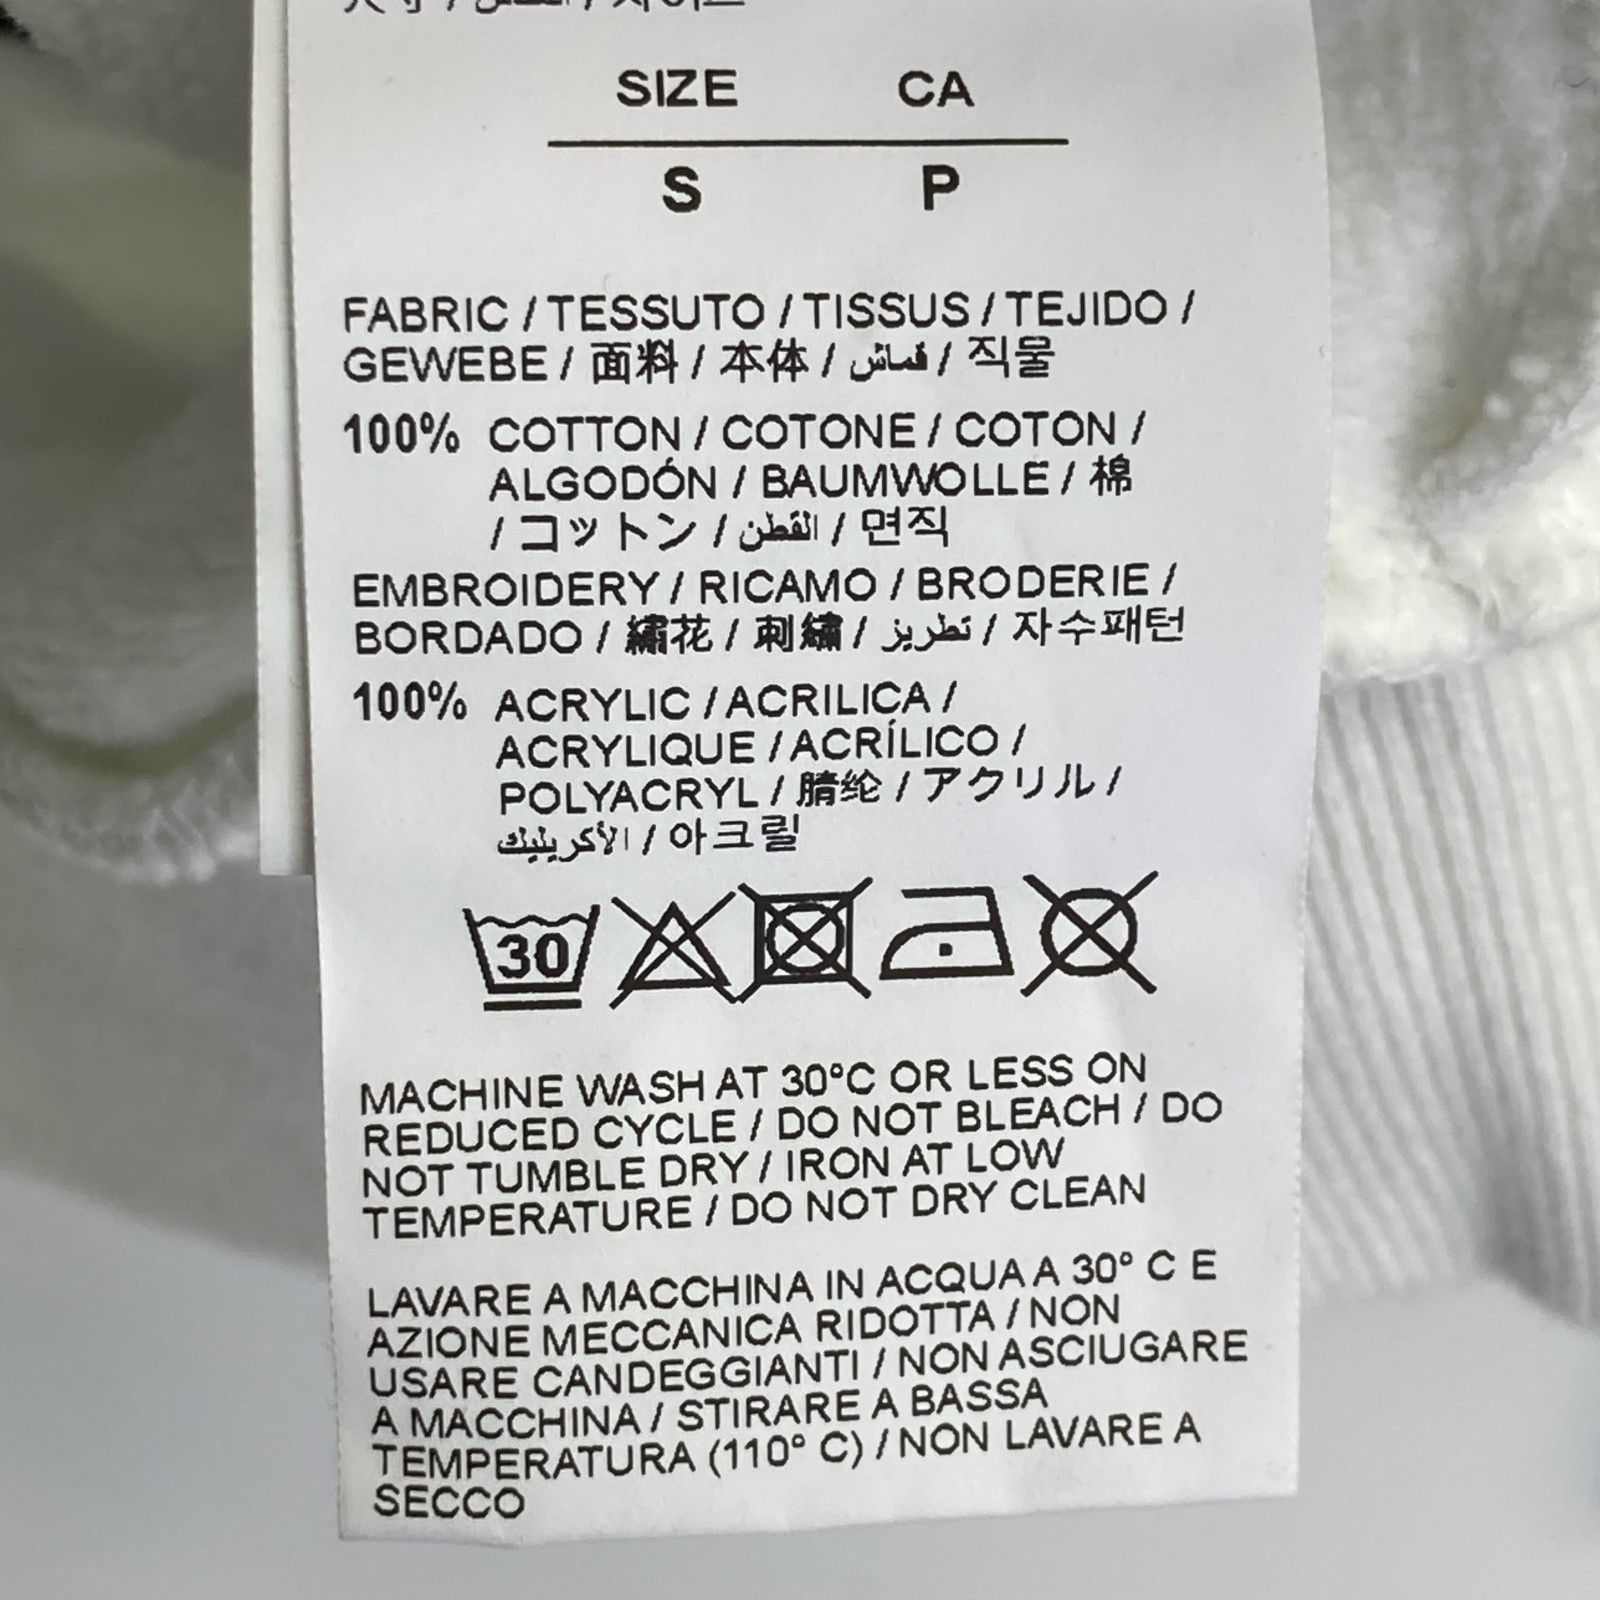 SIZE CA
S P
FABRIC / TESSUTO / TISSUS / TEJIDO /
GEWEBE / 面料 / 本体 / قماش / 직물
100% COTTON / COTONE / COTON /
ALGODÓN / BAUMWOLLE / 棉
/ コットン / القطن / 면직
EMBROIDERY / RICAMO / BRODERIE /
BORDADO / 繡花 / 刺繡 / تطريز / 자수패턴
100% ACRYLIC / ACRILICA /
ACRYLIQUE / ACRÍLICO /
POLYACRYL / 腈纶 / アクリル /
الأكريليك / 아크릴
30
MACHINE WASH AT 30°C OR LESS ON
REDUCED CYCLE / DO NOT BLEACH / DO
NOT TUMBLE DRY / IRON AT LOW
TEMPERATURE / DO NOT DRY CLEAN
LAVARE A MACCHINA IN ACQUA A 30° C E
AZIONE MECCANICA RIDOTTA / NON
USARE CANDEGGIANTI / NON ASCIUGARE
A MACCHINA / STIRARE A BASSA
TEMPERATURA (110° C) / NON LAVARE A
SECCO